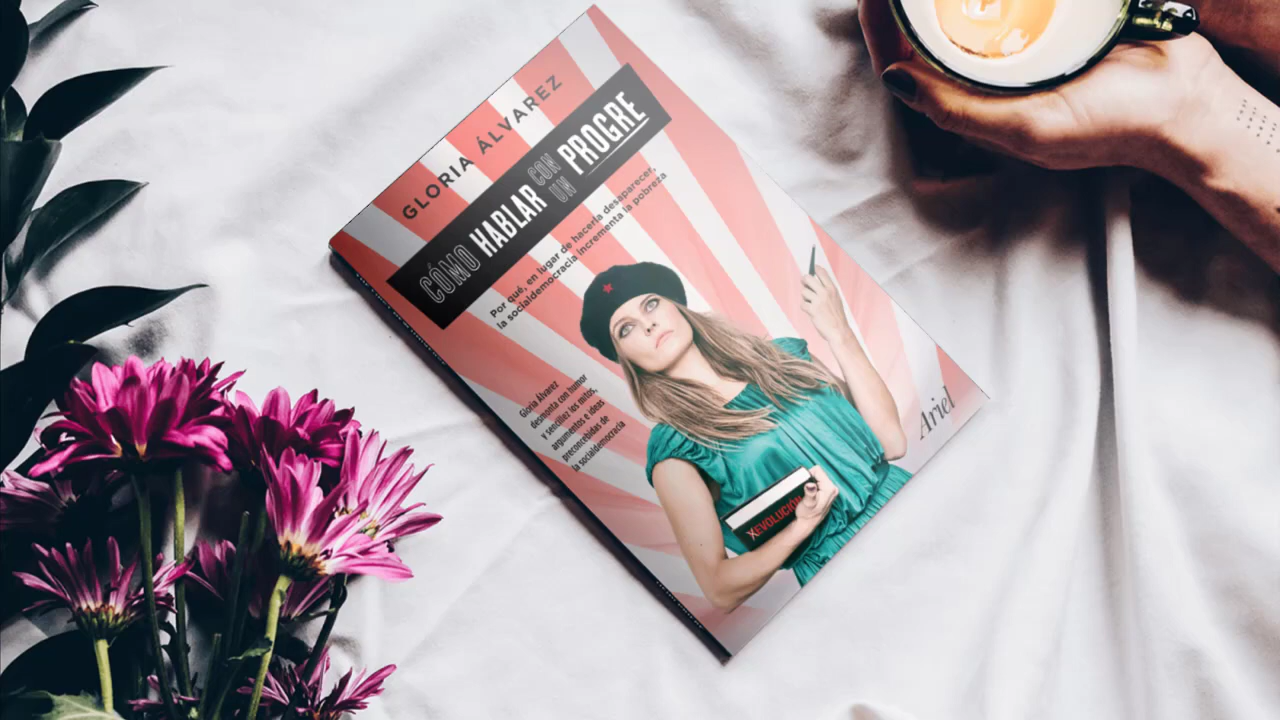 GLORIA ÁLVAREZ
CÓMO HABLAR CON UN PROGRE
Por qué, en lugar de hacerla desaparecer,
la socialdemocracia incrementa la pobreza
Gloria Álvarez
desmonta con humor
y sencillez los mitos,
argumentos e ideas
preconcebidas de
la socialdemocracia
XEVOLUCIÓN
Ariel